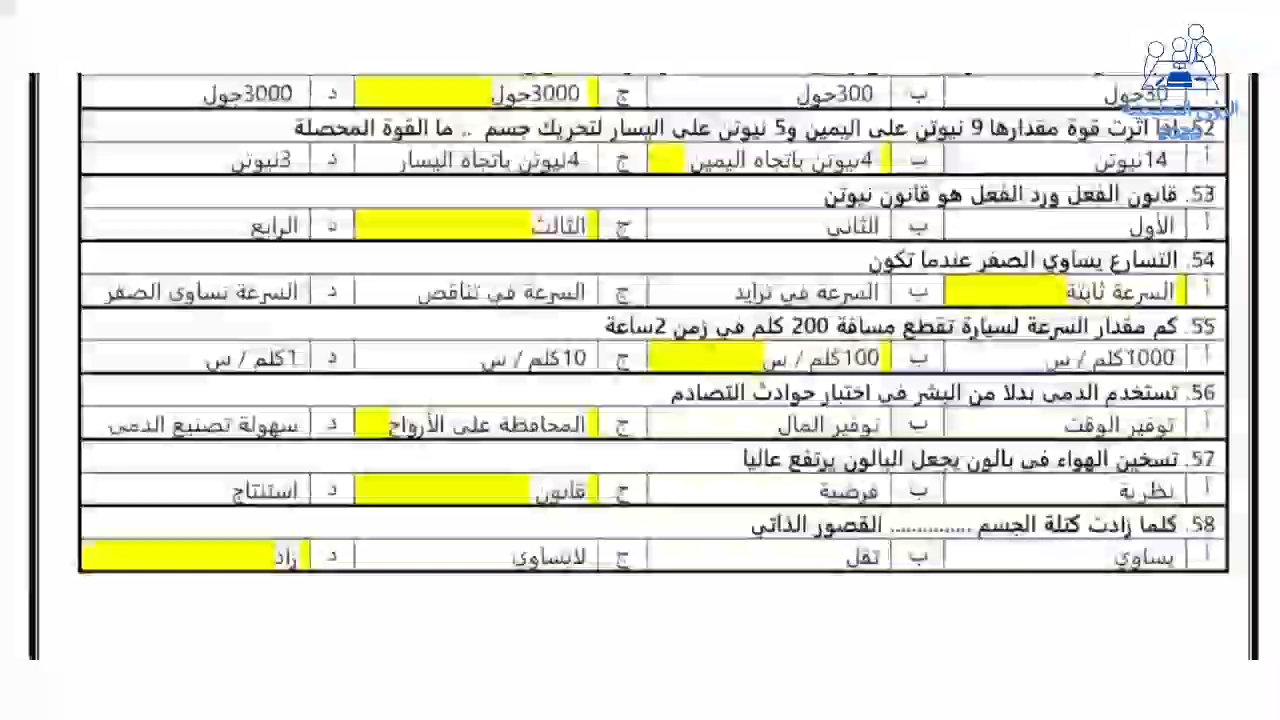 30جول ب 300جول ج 3000جول د 3000جول
52. إذا أثرت قوة مقدارها 9 نيوتن على اليمين و5 نيوتن على اليسار لتحريك جسم .. ما القوة المحصلة
أ 14نيوتن ب 4نيوتن باتجاه اليمين ج 4نيوتن باتجاه اليسار د 3نيوتن
53. قانون الفعل ورد الفعل هو قانون نيوتن
أ الأول ب الثاني ج الثالث د الرابع
54. التسارع يساوي الصفر عندما تكون
أ السرعة ثابتة ب السرعة في تزايد ج السرعة في تناقص د السرعة تساوي الصفر
55. كم مقدار السرعة لسيارة تقطع مسافة 200 كلم في زمن 2ساعة
أ 1000كلم / س ب 100كلم / س ج 10كلم / س د 1كلم / س
56. تستخدم الدمى بدلا من البشر في اختبار حوادث التصادم
أ توفير الوقت ب توفير المال ج المحافظة على الأرواح د سهولة تصنيع الدمى
57. تسخين الهواء في بالون يجعل البالون يرتفع عاليا
أ نظرية ب فرضية ج قانون د استنتاج
58. كلما زادت كتلة الجسم .............. القصور الذاتي
أ يساوي ب تقل ج لاتساوي د زاد